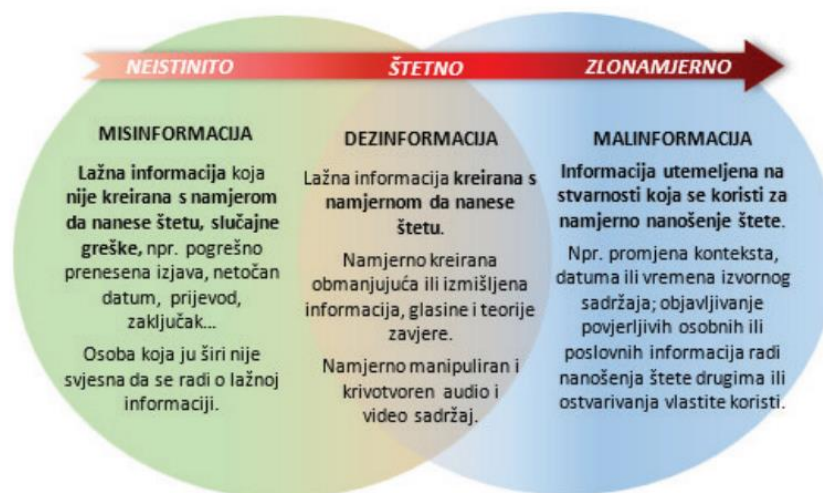 NEISTINITO
ŠTETNO
ZLONAMJERNO
MISINFORMACIJA
Lažna informacija koja
nije kreirana s namjerom
da nanese štetu, slučajne
greške, npr. pogrešno
prenesena izjava, netočan
datum, prijevod,
zaključak...
Osoba koja ju širi nije
svjesna da se radi o lažnoj
informaciji.
DEZINFORMACIJA
Lažna informacija kreirana s
namjernom da nanese
štetu.
Namjerno kreirana
obmanjujuća ili izmišljena
informacija, glasine i teorije
zavjere.
Namjerno manipuliran i
krivotvoren audio i
video sadržaj.
MALINFORMACIJA
Informacija utemeljena na
stvarnosti koja se koristi za
namjerno nanošenje štete.
Npr. promjena konteksta,
datuma ili vremena izvornog
sadržaja; objavljivanje
povjerljivih osobnih ili
poslovnih informacija radi
nanošenja štete drugima ili
ostvarivanja vlastite koristi.